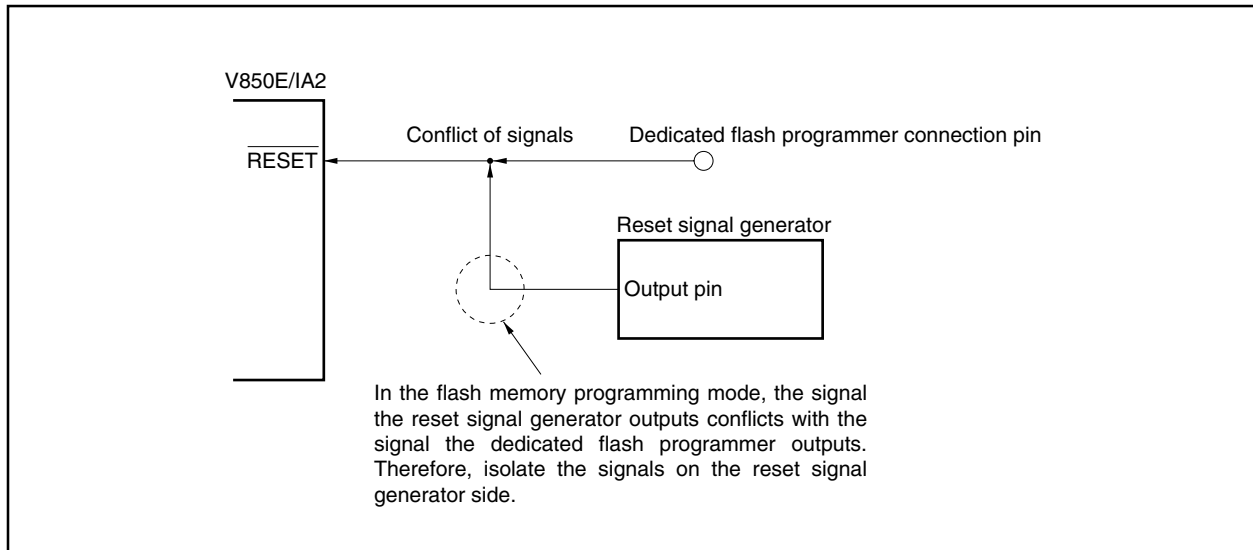 V850E/IA2
Conflict of signals
Dedicated flash programmer connection pin
RESET
Reset signal generator
Output pin
In the flash memory programming mode, the signal
the reset signal generator outputs conflicts with the
signal the dedicated flash programmer outputs.
Therefore, isolate the signals on the reset signal
generator side.